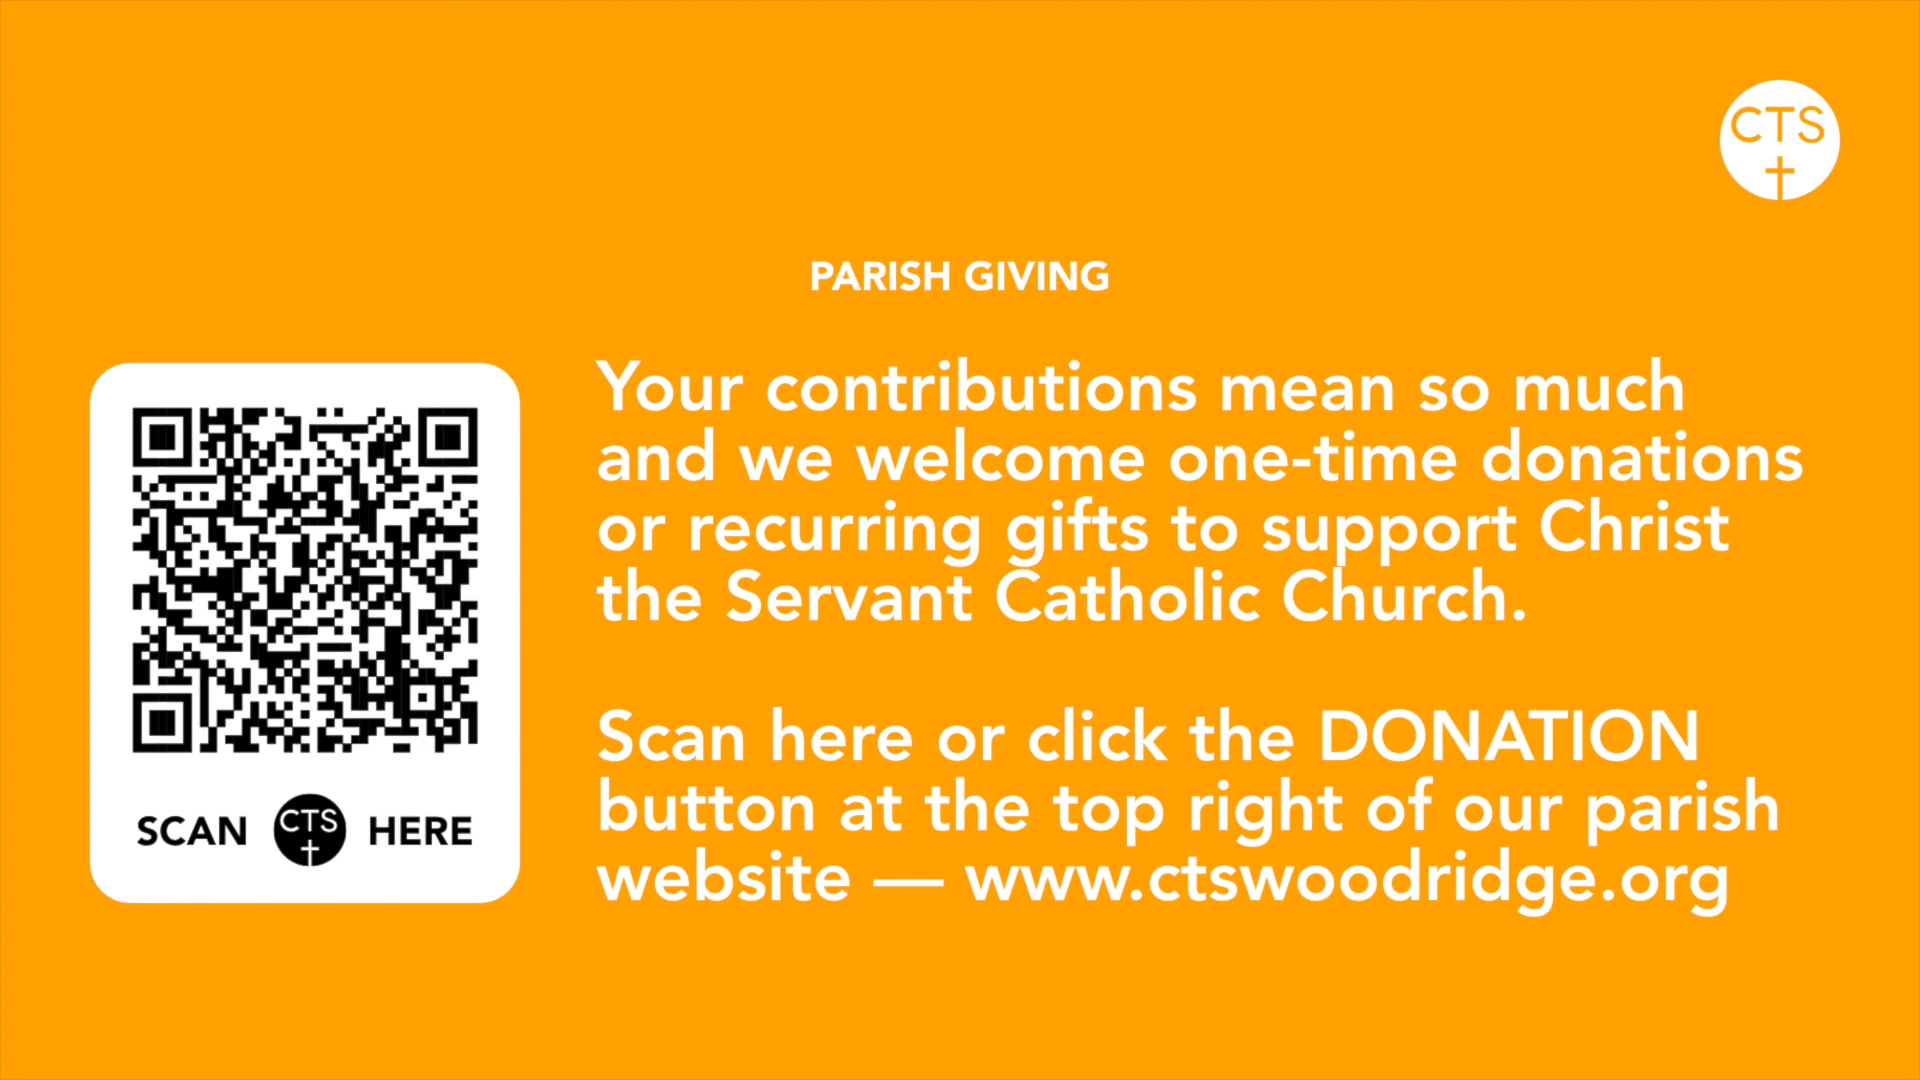 CTS
PARISH GIVING
Your contributions mean so much
and we welcome one-time donations
or recurring gifts to support Christ
the Servant Catholic Church.
Scan here or click the DONATION
button at the top right of our parish
website — www.ctswoodridge.org
SCAN CTS HERE